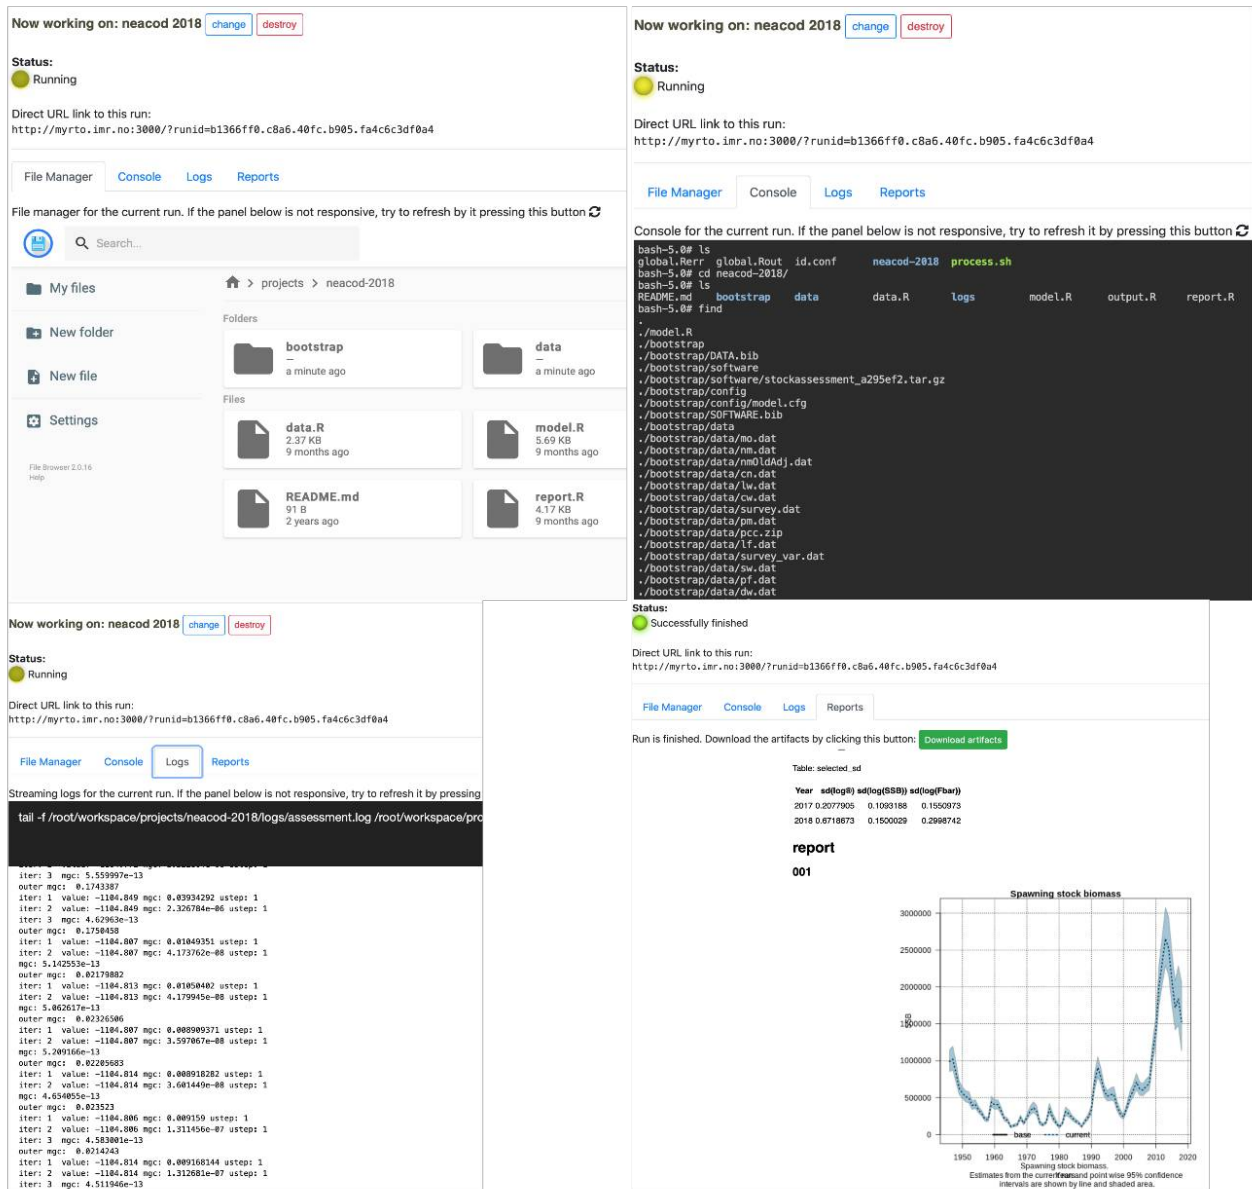 Now working on: neacod 2018 change destroy
Status:
Running
Direct URL link to this run:
http://myrto.imr.no:3000/?runid=b1366ff0.c8a6.40fc.b905.fa4c6c3df0a4
File Manager Console Logs Reports
File manager for the current run. If the panel below is not responsive, try to refresh by it pressing this button
Search...
My files
New folder
New file
Settings
File Browser 2.0.16
Help
projects > neacod-2018
Folders
bootstrap
—
a minute ago
data
—
a minute ago
Files
data.R
2.37 KB
9 months ago
model.R
5.69 KB
9 months ago
README.md
91 B
2 years ago
report.R
4.17 KB
9 months ago
Now working on: neacod 2018 change destroy
Status:
Running
Direct URL link to this run:
http://myrto.imr.no:3000/?runid=b1366ff0.c8a6.40fc.b905.fa4c6c3df0a4
File Manager Console Logs Reports
Console for the current run. If the panel below is not responsive, try to refresh it by pressing this button
bash-5.0# ls
global.Rerr global.Rout id.conf neacod-2018 process.sh
bash-5.0# cd neacod-2018/
bash-5.0# ls
README.md bootstrap data data.R logs model.R output.R report.R
bash-5.0# find
.
./model.R
./bootstrap
./bootstrap/DATA.bib
./bootstrap/software
./bootstrap/software/stockassessment_a295ef2.tar.gz
./bootstrap/config
./bootstrap/config/model.cfg
./bootstrap/SOFTWARE.bib
./bootstrap/data
./bootstrap/data/mo.dat
./bootstrap/data/nm.dat
./bootstrap/data/nmOldAdj.dat
./bootstrap/data/cn.dat
./bootstrap/data/lw.dat
./bootstrap/data/cw.dat
./bootstrap/data/survey.dat
./bootstrap/data/pm.dat
./bootstrap/data/pcc.zip
./bootstrap/data/lf.dat
./bootstrap/data/survey_var.dat
./bootstrap/data/sw.dat
./bootstrap/data/pf.dat
./bootstrap/data/dw.dat
Now working on: neacod 2018 change destroy
Status:
Running
Direct URL link to this run:
http://myrto.imr.no:3000/?runid=b1366ff0.c8a6.40fc.b905.fa4c6c3df0a4
File Manager Console Logs Reports
Streaming logs for the current run. If the panel below is not responsive, try to refresh it by pressing
tail -f /root/workspace/projects/neacod-2018/logs/assessment.log /root/workspace/pro
iter: 3 mgc: 5.559997e-13
outer mgc: 0.1743387
iter: 1 value: -1104.849 mgc: 0.03934292 ustep: 1
iter: 2 value: -1104.849 mgc: 2.326784e-06 ustep: 1
iter: 3 mgc: 4.62963e-13
outer mgc: 0.1750458
iter: 1 value: -1104.807 mgc: 0.01049351 ustep: 1
iter: 2 value: -1104.807 mgc: 4.173762e-08 ustep: 1
mgc: 5.142553e-13
outer mgc: 0.02179882
iter: 1 value: -1104.813 mgc: 0.01050402 ustep: 1
iter: 2 value: -1104.813 mgc: 4.179945e-08 ustep: 1
mgc: 5.062617e-13
outer mgc: 0.02326506
iter: 1 value: -1104.807 mgc: 0.008909371 ustep: 1
iter: 2 value: -1104.807 mgc: 3.597067e-08 ustep: 1
mgc: 5.209166e-13
outer mgc: 0.02205683
iter: 1 value: -1104.814 mgc: 0.008918282 ustep: 1
iter: 2 value: -1104.814 mgc: 3.601449e-08 ustep: 1
mgc: 4.654055e-13
outer mgc: 0.023523
iter: 1 value: -1104.806 mgc: 0.009159 ustep: 1
iter: 2 value: -1104.806 mgc: 1.311456e-07 ustep: 1
iter: 3 mgc: 4.583001e-13
outer mgc: 0.0214243
iter: 1 value: -1104.814 mgc: 0.009168144 ustep: 1
iter: 2 value: -1104.814 mgc: 1.312681e-07 ustep: 1
iter: 3 mgc: 4.511946e-13
Status:
Successfully finished
Direct URL link to this run:
http://myrto.imr.no:3000/?runid=b1366ff0.c8a6.40fc.b905.fa4c6c3df0a4
File Manager Console Logs Reports
Run is finished. Download the artifacts by clicking this button: Download artifacts
Table: selected_sd
Year sd(log®) sd(log(SSB)) sd(log(Fbar))
2017 0.2077905 0.1093188 0.1550973
2018 0.6718673 0.1500029 0.2998742
report
001
Spawning stock biomass
3000000
2500000
2000000
1500000
1000000
500000
0
SSB
base current
1950 1960 1970 1980 1990 2000 2010 2020
Years
Spawning stock biomass.
Estimates from the current run and point wise 95% confidence
intervals are shown by line and shaded area.